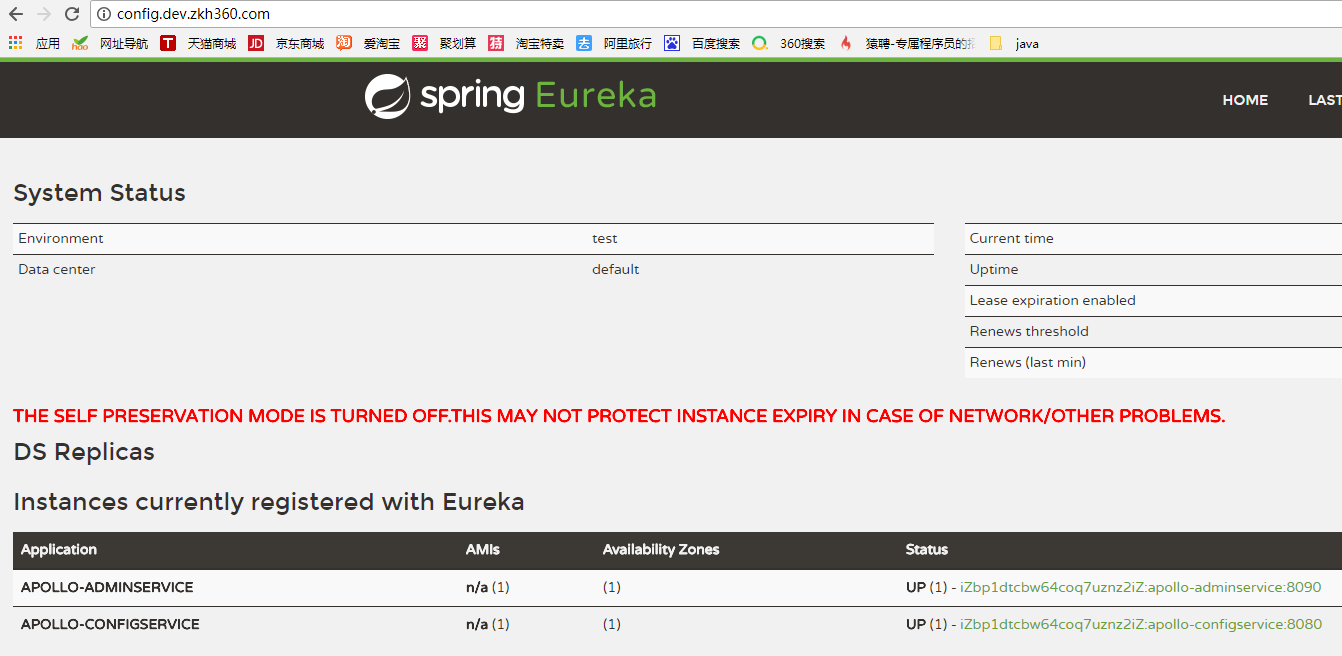 config.dev.zkh360.com
应用 hao 网址导航 T 天猫商城 JD 京东商城 淘 爱淘宝 聚 聚划算 特 淘宝特卖 去 阿里旅行 百度搜索 360搜索 猿聘-专属程序员的 java
spring Eureka
HOME LAST
System Status
Environment test
Data center default
Current time
Uptime
Lease expiration enabled
Renews threshold
Renews (last min)
THE SELF PRESERVATION MODE IS TURNED OFF.THIS MAY NOT PROTECT INSTANCE EXPIRY IN CASE OF NETWORK/OTHER PROBLEMS.
DS Replicas
Instances currently registered with Eureka
Application AMIs Availability Zones Status
APOLLO-ADMINSERVICE n/a (1) (1) UP (1) - iZbp1dtcbw64coq7uznz2iZ:apollo-adminservice:8090
APOLLO-CONFIGSERVICE n/a (1) (1) UP (1) - iZbp1dtcbw64coq7uznz2iZ:apollo-configservice:8080